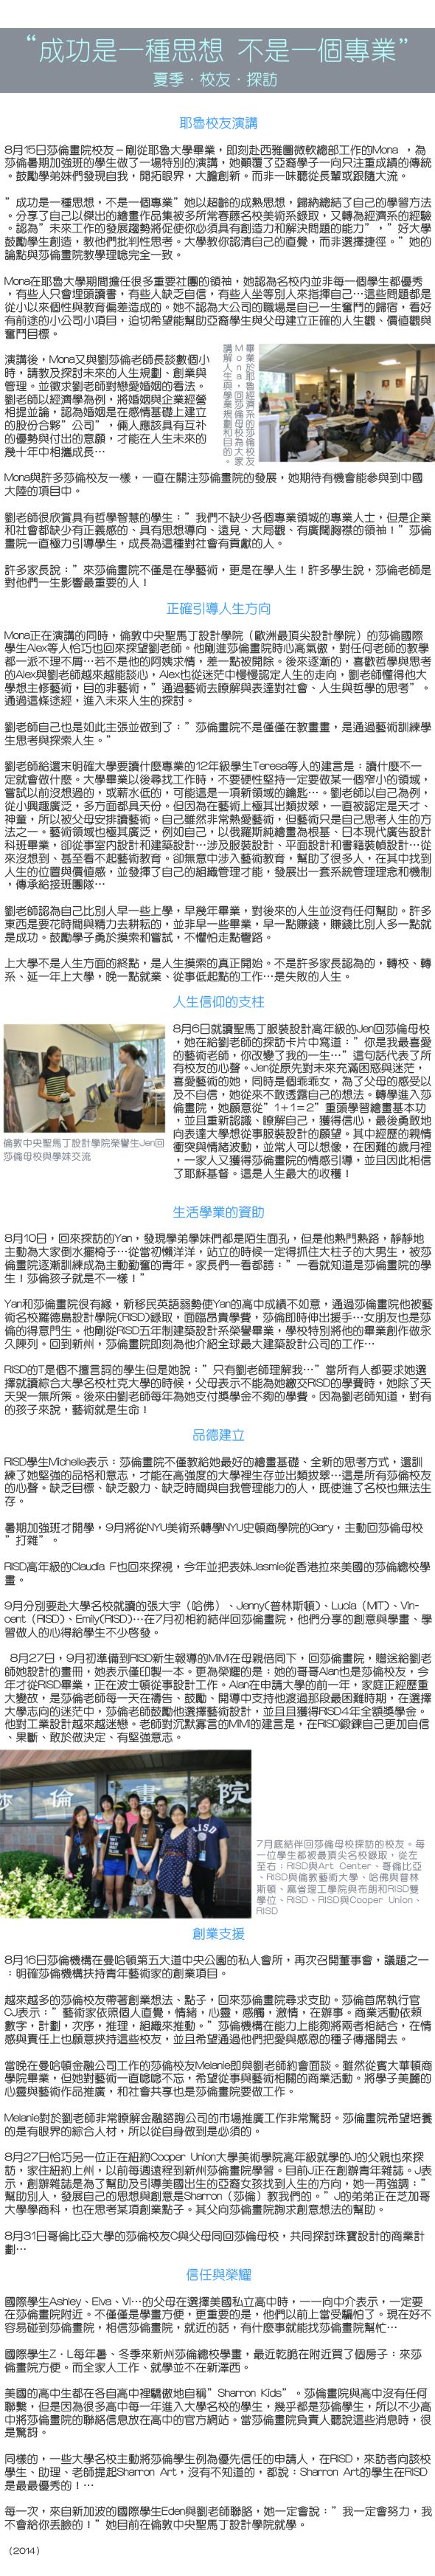 “成功是一種思想 不是一個專業”
夏季．校友．探訪
耶魯校友演講
8月15日莎倫畫院校友－剛從耶魯大學畢業，即刻赴西雅圖微軟總部工作的Mona ，為
莎倫暑期加強班的學生做了一場特別的演講，她顛覆了亞裔學子一向只注重成績的傳統
。鼓勵學弟妹們發現自我，開拓眼界，大膽創新。而非一味聽從長輩或跟隨大流。
”成功是一種思想，不是一個專業”她以超齡的成熟思想，歸納總結了自己的學習方法
。分享了自己以傑出的繪畫作品集被多所常春藤名校美術系錄取，又轉為經濟系的經驗
。認為”未來工作的發展趨勢將促使你必須具有創造力和解決問題的能力”，”好大學
鼓勵學生創造，教他們批判性思考。大學教你認清自己的直覺，而非選擇捷徑。”她的
論點與莎倫畫院教學理唸完全一致。
Mona在耶魯大學期間擔任很多重要社團的領袖，她認為名校内並非每一個學生都優秀
，有些人只會埋頭讀書，有些人缺乏自信，有些人坐等別人來指揮自己…這些問題都是
從小以來個性與教育偏差造成的。她不認為大公司的職場是自已一生奮鬥的歸宿，看好
有前途的小公司小項目，迫切希望能幫助亞裔學生與父母建立正確的人生觀、價值觀與
奮鬥目標。
演講後，Mona又與劉莎倫老師長談數個小
時，請教及探討未來的人生規劃、創業與
管理。並徵求劉老師對戀愛婚姻的看法。
劉老師以經濟學為例，將婚姻與企業經營
相提並論，認為婚姻是在感情基礎上建立
的股份合夥”公司”，倆人應該具有互补
的優勢與付出的意願，才能在人生未來的
幾十年中相攜成長…
畢業於耶魯經濟系的莎倫校友
Mona，回莎倫母校為大家
講解人生與學業規劃和目的。
Mona與許多莎倫校友一樣，一直在關注莎倫畫院的發展，她期待有機會能參與到中國
大陸的項目中。
劉老師很欣賞具有哲學智慧的學生：”我們不缺少各個專業領域的專業人士，但是企業
和社會都缺少有正義感的、具有思想導向、遠見、大局觀、有廣闊胸襟的領袖！”莎倫
畫院一直極力引導學生，成長為這種對社會有貢獻的人。
許多家長說：”來莎倫畫院不僅是在學藝術，更是在學人生！許多學生說，莎倫老師是
對他們一生影響最重要的人！
正確引導人生方向
Mona正在演講的同時，倫敦中央聖馬丁設計學院（歐洲最頂尖設計學院）的莎倫國際
學生Alex等人恰巧也回來探望劉老師。他剛進莎倫畫院時心高氣傲，對任何老師的教學
都一派不理不屑…若不是他的阿姨求情，差一點被開除。後來逐漸的，喜歡哲學與思考
的Alex與劉老師越來越能談心，Alex也從迷茫中慢慢認定人生的走向，劉老師懂得他大
學想主修藝術，目的非藝術，”通過藝術去瞭解與表達對社會、人生與哲學的思考”。
通過這條途徑，進入未來人生的探討。
劉老師自己也是如此主張並做到了：”莎倫畫院不是僅僅在教畫畫，是通過藝術訓練學
生思考與探索人生。”
劉老師給還末明確大學要讀什麼專業的12年級學生Teresa等人的建言是：讀什麼不一
定就會做什麼。大學畢業以後尋找工作時，不要硬性堅持一定要做某一個窄小的領域，
嘗試以前沒想過的，或薪水低的，可能這是一項新領域的鑰匙…。劉老師以自己為例，
從小興趣廣泛，多方面都具天份。但因為在藝術上極其出類拔萃，一直被認定是天才、
神童，所以被父母安排讀藝術。自己雖然非常熱愛藝術，但藝術只是自己思考人生的方
法之一。藝術領域也極其廣泛，例如自己，以俄羅斯純繪畫為根基、日本現代廣告設計
科班畢業，卻從事室内設計和建築設計…涉及服裝設計、平面設計和書籍裝幀設計…從
來沒想到、甚至看不起藝術教育。卻無意中涉入藝術教育，幫助了很多人，在其中找到
人生的位置與價值感，並發揮了自己的組織管理才能，發展出一套系統管理理念和機制
，傳承給接班團隊…
劉老師認為自己比別人早一些上學，早幾年畢業，對後來的人生並沒有任何幫助。許多
東西是要花時間與精力去耕耘的，並非早一些畢業，早一點賺錢，賺錢比別人多一點就
是成功。鼓勵學子勇於摸索和嘗試，不懼怕走點彎路。
上大學不是人生方面的終點，是人生摸索的真正開始。不是許多家長認為的，轉校、轉
系、延一年上大學，晚一點就業、從事低起點的工作…是失敗的人生。
人生信仰的支柱
8月6日就讀聖馬丁服裝設計高年級的Jen回莎倫母校
，她在給劉老師的探訪卡片中寫道：”你是我最喜愛
的藝術老師，你改變了我的一生…”這句話代表了所
有校友的心聲。Jen從原先對未來充滿困惑與迷茫，
喜愛藝術的她，同時是個乖乖女，為了父母的感受以
及不自信，她從來不敢透露自己的想法。轉學進入莎
倫畫院，她願意從”1＋1＝2”重頭學習繪畫基本功
，並且重新認識、瞭解自己，獲得信心，最後勇敢地
向表達大學想從事服裝設計的願望。其中經歷的親情
衝突與情緒波動，並常人可以想像，在困難的歲月裡
，一家人又獲得莎倫畫院的情感引導，並且因此相信
了耶穌基督。這是人生最大的收穫！
倫敦中央聖馬丁設計學院榮譽生Jen回
莎倫母校與學妹交流
生活學業的資助
8月10日，回來探訪的Yan，發現學弟學妹們都是陌生面孔，但是他熟門熟路，靜靜地
主動為大家倒水擺椅子…從當初懶洋洋，站立的時候一定得抓住大柱子的大男生，被莎
倫畫院逐漸訓練成為主動勤奮的青年。家長們一看都誇：”一看就知道是莎倫畫院的學
生！莎倫孩子就是不一樣！”
Yan和莎倫畫院很有緣，新移民英語弱勢使Yan的高中成績不如意，通過莎倫畫院他被藝
術名校羅德島設計學院(RISD)錄取，面臨昂貴學費，莎倫即時伸出援手…女朋友也是莎
倫的得意門生。他剛從RISD五年制建築設計系榮譽畢業，學校特別將他的畢業創作做永
久陳列。回到新州，莎倫畫院即刻為他介紹全球最大建築設計公司的工作…
RISD的T是個不擅言詞的學生但是她說：”只有劉老師理解我…”當所有人都要求她選
擇就讀綜合大學名校杜克大學的時候，父母表示不能為她繳交RISD的學費時，她除了天
天哭一無所策。後來由劉老師每年為她支付獎學金不夠的學費。因為劉老師知道，對有
的孩子來說，藝術就是生命！
品德建立
RISD學生Michelle表示：莎倫畫院不僅教給她最好的繪畫基礎、全新的思考方式，還訓
練了她堅強的品格和意志，才能在高強度的大學裡生存並出類拔萃…這是所有莎倫校友
的心聲。缺乏目標、缺乏毅力、缺乏時間與自我管理能力的人，既使進了名校也無法生
存。
暑期加強班才開學，9月將從NYU美術系轉學NYU史頓商學院的Gary，主動回莎倫母校
”打雜”。
RISD高年級的Claudia F也回來探視，今年並把表妹Jasmie從香港拉來美國的莎倫總校學
畫。
9月分別要赴大學名校就讀的張大宇（哈佛）、Jenny(普林斯頓)、Lucia（MIT)、Vin-
cent（RISD)、Emily(RISD)…在7月初相約結伴回莎倫畫院，他們分享的創意與學畫、學
習做人的心得給學生不少啓發。
8月27日，9月初準備到RISD新生報導的MIMI在母親倍同下，回莎倫畫院，贈送給劉老
師她設計的畫冊，她表示僅印製一本。更為榮耀的是：她的哥哥Alan也是莎倫校友，今
年才從RISD畢業，正在波士頓從事設計工作。Alan在申請大學的前一年，家庭正經歷重
大變故，是莎倫老師每一天在禱告、鼓勵、開導中支持他渡過那段最困難時期，在選擇
大學志向的迷茫中，莎倫老師鼓勵他選擇藝術設計，並且且獲得RISD4年全額獎學金。
他對工業設計越來越迷戀。老師對沉默寡言的MIMI的建言是，在RISD鍛鍊自己更加自信
、果斷、敢於做決定、有堅強意志。
莎倫畫院
RISD
7月底結伴回莎倫母校探訪的校友。每
一位學生都被最頂尖名校錄取，從左
至右：RISD與Art Center、哥倫比亞
、RISD與倫敦藝術大學、哈佛與普林
斯頓、麻省理工學院與布朗和RISD雙
學位、RISD、RISD與Cooper Union、
RISD
創業支援
8月16日莎倫機構在曼哈頓第五大道中央公園的私人會所，再次召開董事會，議題之一
：明確莎倫機構扶持青年藝術家的創業項目。
越來越多的莎倫校友帶著創業想法、點子，回來莎倫畫院尋求支助。莎倫首席執行官
CJ表示：”藝術家依照個人直覺，情緒，心靈，感觸，激情，在辦事。商業活動依賴
數字，計劃，次序，推理，組織來推動。”莎倫機構在能力上能夠將兩者相結合，在情
感與責任上也願意挾持這些校友，並且希望通過他們把愛與感恩的種子傳播開去。
當晚在曼哈頓金融公司工作的莎倫校友Melanie即與劉老師約會面談。雖然從賓大華頓商
學院畢業，但她對藝術一直唸唸不忘，希望從事與藝術相關的商業活動。將學子美麗的
心靈與藝術作品推廣，和社會共享也是莎倫畫院要做工作。
Melanie對於劉老師非常瞭解金融諮詢公司的市場推廣工作非常驚訝。莎倫畫院希望培養
的是有眼界的綜合人材，所以從自身做到是必須的。
8月27日恰巧另一位正在紐約Cooper Union大學美術學院高年級就學的J的父親也來探
訪，家住紐約上州，以前每週遠程到新州莎倫畫院學習。目前J正在創辦青年雜誌。J表
示，創辦雜誌是為了幫助及引導美國出生的亞裔女孩找到人生的方向，她一再強調：”
幫助別人，發展自己的思想與創意是Sharron（莎倫）教我們的。”J的弟弟正在芝加哥
大學學商科，也在思考某項創業點子。其父向莎倫畫院詢求創意想法的幫助。
8月31日哥倫比亞大學的莎倫校友C與父母同回莎倫母校，共同探討珠寶設計的商業計
劃…
信任與榮耀
國際學生Ashley、Elva、Vi…的父母在選擇美國私立高中時，一一向中介表示，一定要
在莎倫畫院附近。不僅僅是學畫方便，更重要的是，他們以前上當受騙怕了。現在好不
容易碰到莎倫畫院，相信莎倫畫院，就近的話，有什麼事就能找莎倫畫院幫忙…
國際學生Z．L每年暑、冬季來新州莎倫總校學畫，最近乾脆在附近買了個房子：來莎
倫畫院方便。而全家人工作、就學並不在新澤西。
美國的高中生都在各自高中裡驕傲地自稱”Sharron Kids”。莎倫畫院與高中沒有任何
聯繫，但是因為很多高中每一年進入大學名校的學生，幾乎都是莎倫學生，所以不少高
中將莎倫畫院的聯絡信息放在高中的官方網站。當莎倫畫院負責人聽說這些消息時，很
是驚訝。
同樣的，一些大學名校主動將莎倫學生例為優先信任的申請人，在RISD，來訪者向該校
學生、助理、老師提起Sharron Art，沒有不知道的，都說：Sharron Art的學生在RISD
是最最優秀的！…
每一次，來自新加波的國際學生Eden與劉老師聯胳，她一定會說：”我一定會努力，我
不會給你丟臉的！”她目前在倫敦中央聖馬丁設計學院就學。
（2014）